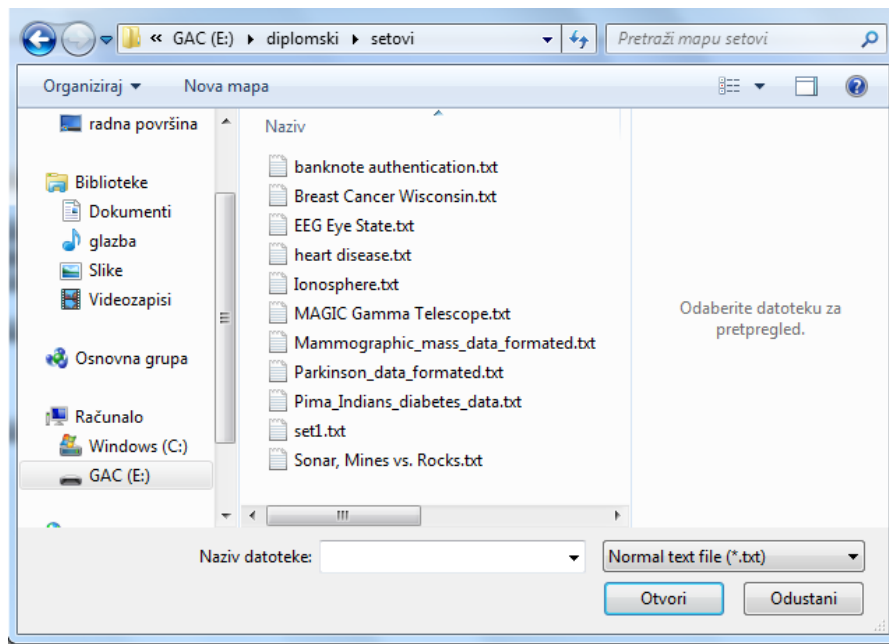 « GAC (E:) ▸ diplomski ▸ setovi
Pretraži mapu setovi
Organiziraj
Nova mapa
radna površina
Biblioteke
Dokumenti
glazba
Slike
Videozapisi
Osnovna grupa
Računalo
Windows (C:)
GAC (E:)
Naziv
banknote authentication.txt
Breast Cancer Wisconsin.txt
EEG Eye State.txt
heart disease.txt
Ionosphere.txt
MAGIC Gamma Telescope.txt
Mammographic_mass_data_formated.txt
Parkinson_data_formated.txt
Pima_Indians_diabetes_data.txt
set1.txt
Sonar, Mines vs. Rocks.txt
Odaberite datoteku za
pretpregled.
Naziv datoteke:
Normal text file (*.txt)
Otvori
Odustani